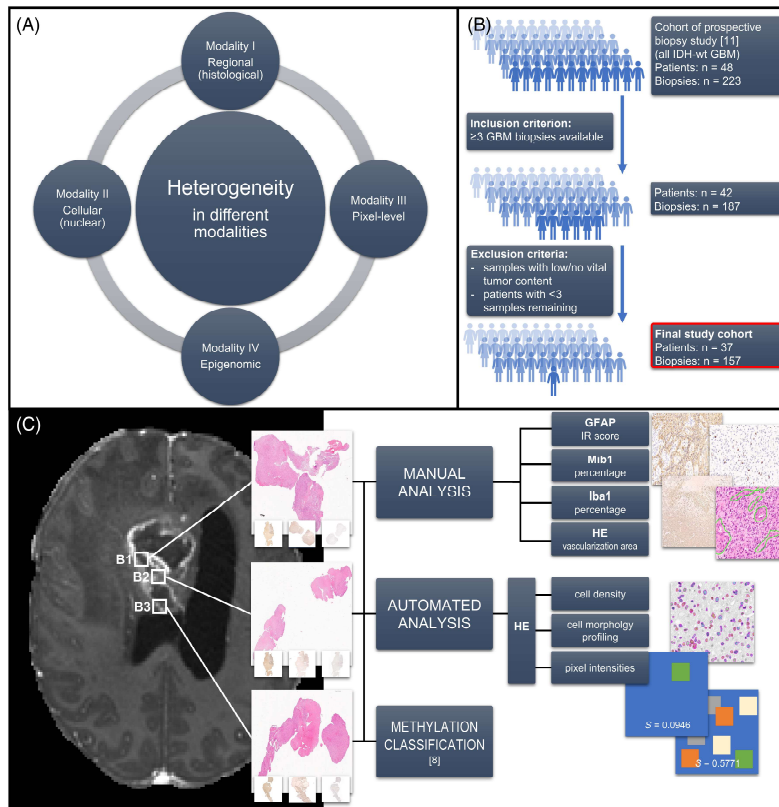 (A)
Modality I
Regional
(histological)
Modality II
Cellular
(nuclear)
Heterogeneity
in different
modalities
Modality III
Pixel-level
Modality IV
Epigenomic
(B)
Cohort of prospective
biopsy study [11]
(all IDH-wt GBM)
Patients: n = 48
Biopsies: n = 223
Inclusion criterion:
≥3 GBM biopsies available
Patients: n = 42
Biopsies: n = 187
Exclusion criteria:
- samples with low/no vital
tumor content
- patients with <3
samples remaining
Final study cohort
Patients: n = 37
Biopsies: n = 157
(C)
B1
B2
B3
MANUAL
ANALYSIS
GFAP
IR score
Mib1
percentage
Iba1
percentage
HE
vascularization area
AUTOMATED
ANALYSIS
HE
cell density
cell morpholgy
profiling
pixel intensities
METHYLATION
CLASSIFICATION
[8]
S = 0.0946
S = 0.5771